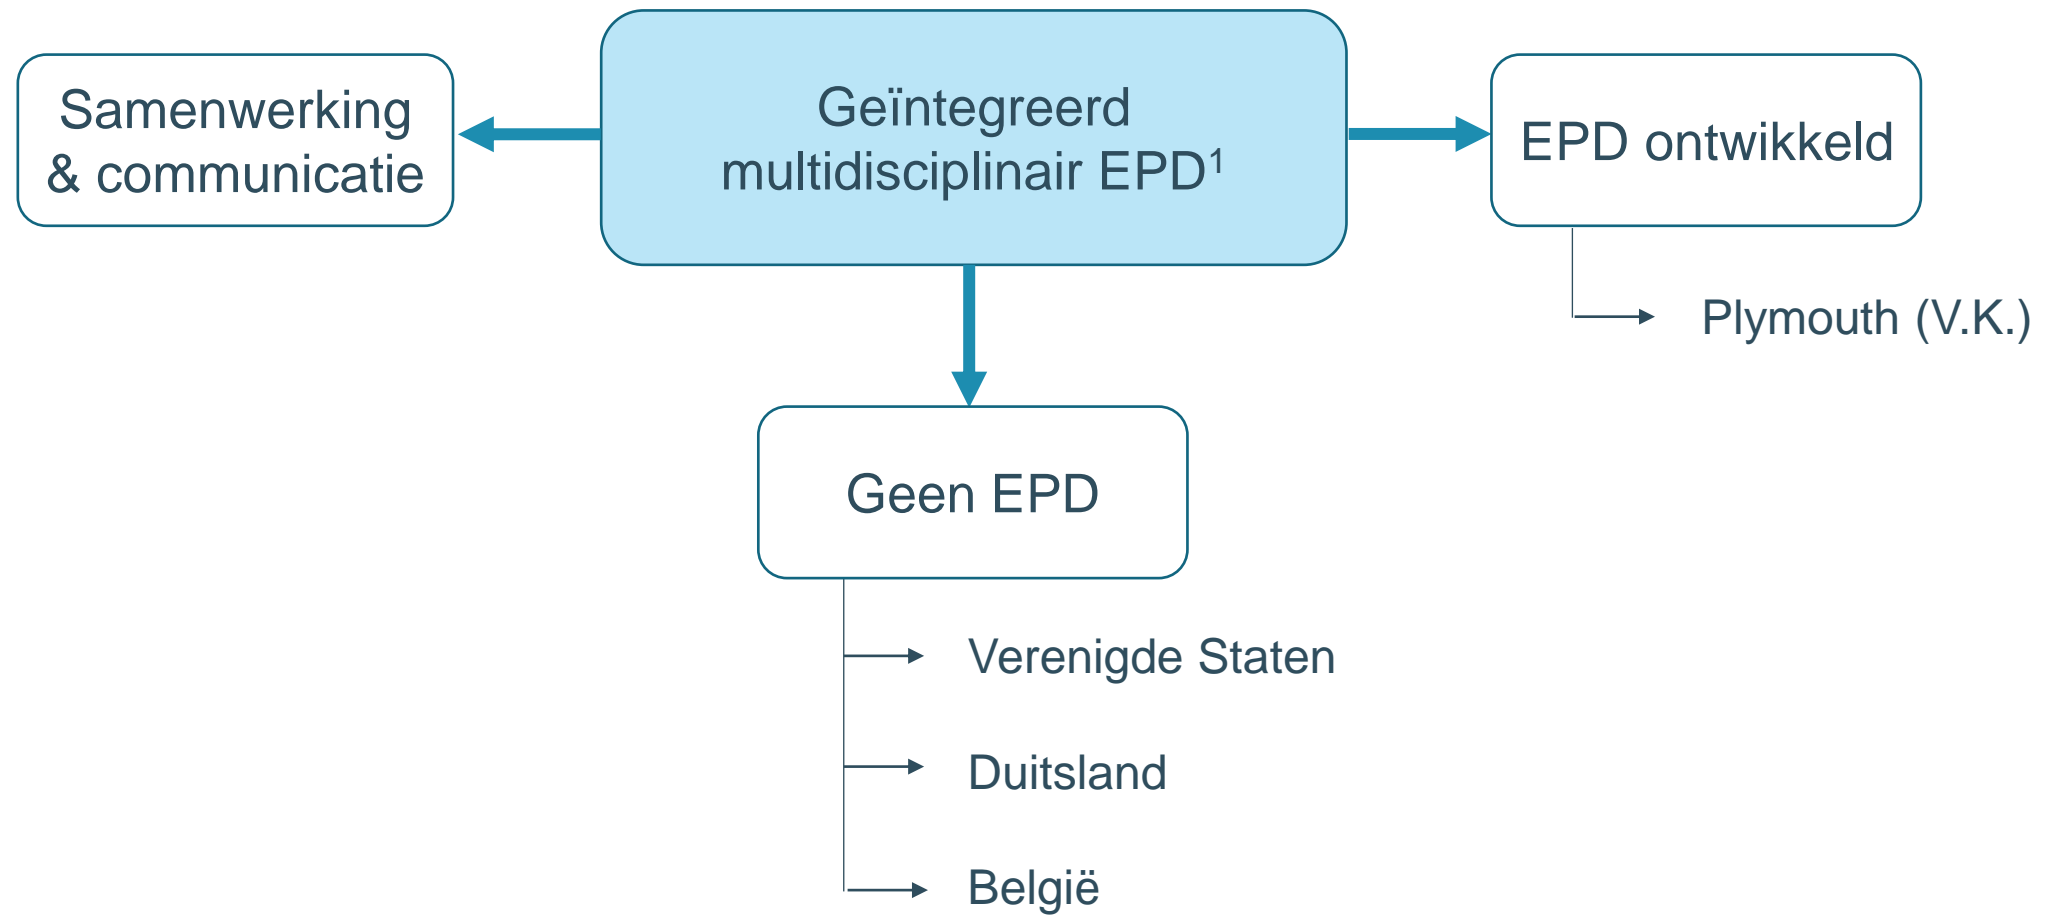 Samenwerking
& communicatie
Geïntegreerd
multidisciplinair EPD¹
EPD ontwikkeld
Plymouth (V.K.)
Geen EPD
Verenigde Staten
Duitsland
België